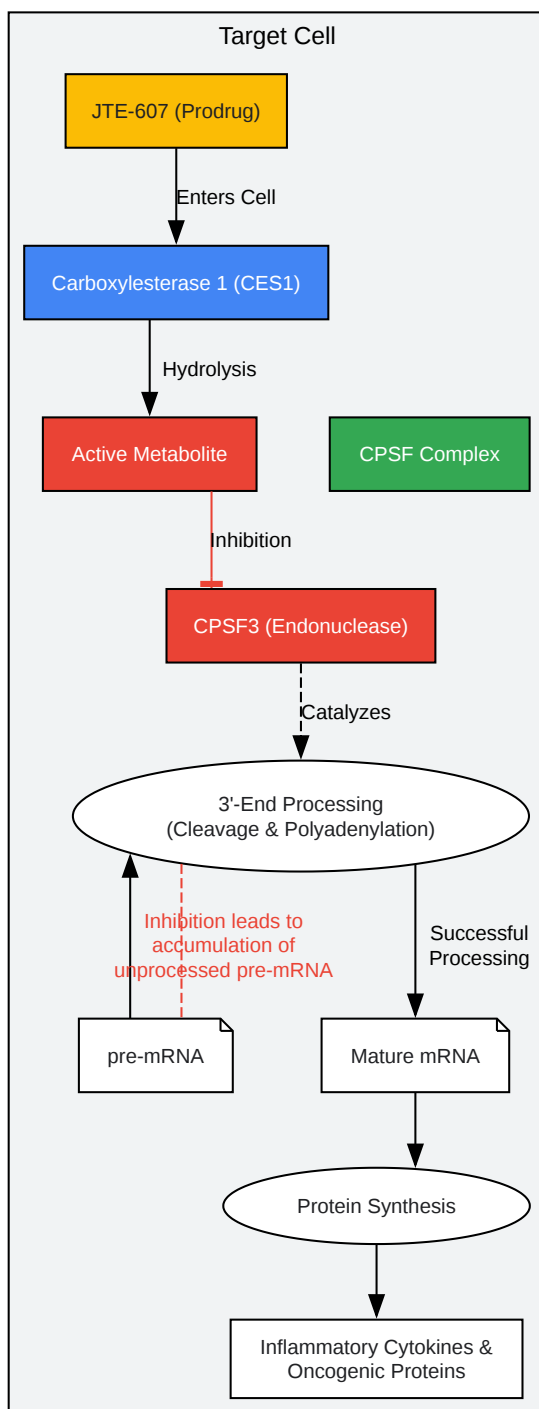 Target Cell
JTE-607 (Prodrug)
Enters Cell
Carboxylesterase 1 (CES1)
Hydrolysis
Active Metabolite
CPSF Complex
Inhibition
CPSF3 (Endonuclease)
Catalyzes
3'-End Processing
(Cleavage & Polyadenylation)
Inhibition leads to
accumulation of
unprocessed pre-mRNA
Successful
Processing
pre-mRNA
Mature mRNA
Protein Synthesis
Inflammatory Cytokines &
Oncogenic Proteins